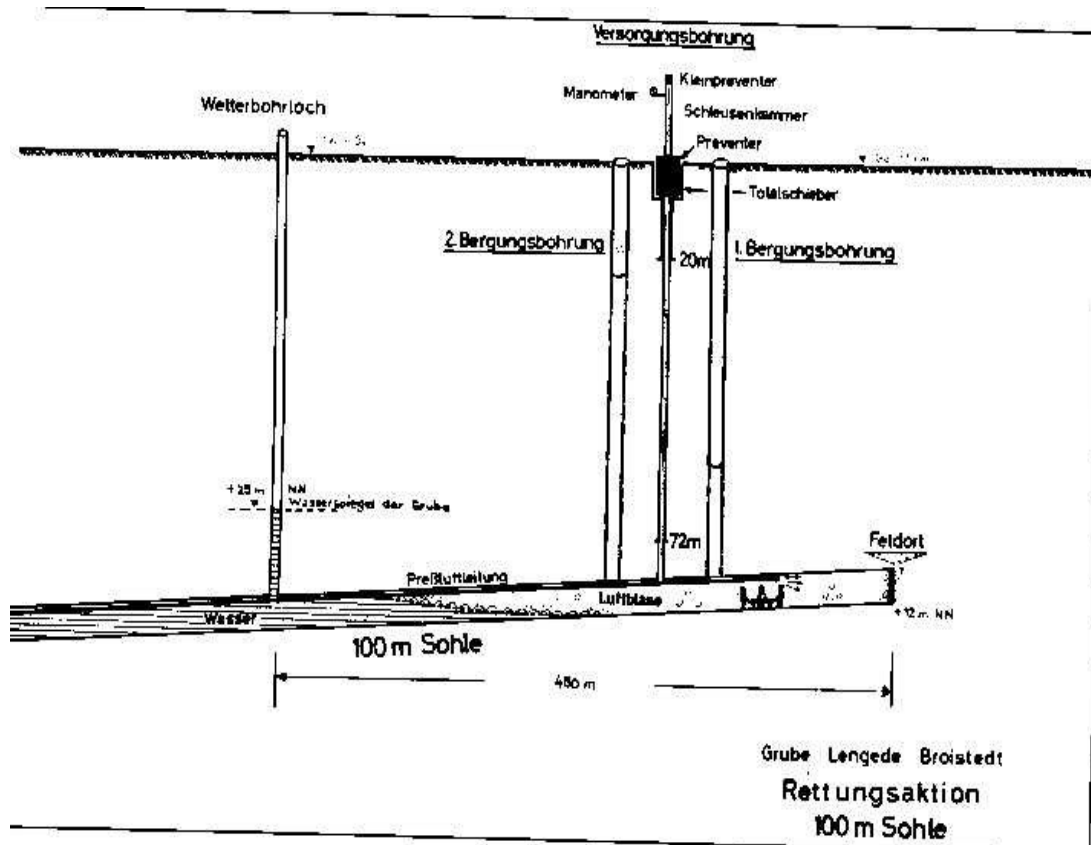 Versorgungsbohrung
Kleinpreventer
Manometer
Schleusenkammer
Wetterbohrloch
Preventer
Totalschieber
2. Bergungsbohrung
1. Bergungsbohrung
20m
+25 m NN
Wasserspiegel der Grube
72m
Feldort
Preßluftleitung
Luftblase
Wasser
+12 m NN
100 m Sohle
450 m
Grube Lengede Broistedt
Rettungsaktion
100 m Sohle